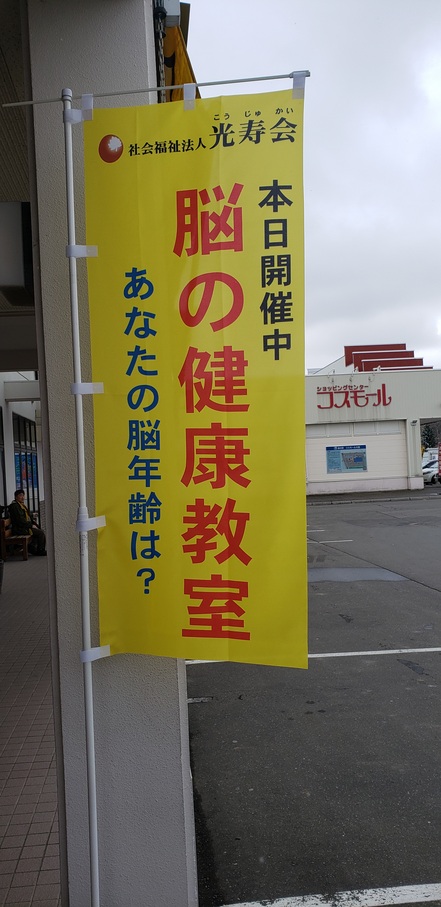 こうじゅかい
社会福祉法人光寿会
本日開催中
脳の健康教室
あなたの脳年齢は？
ショッピングセンター
コスモール